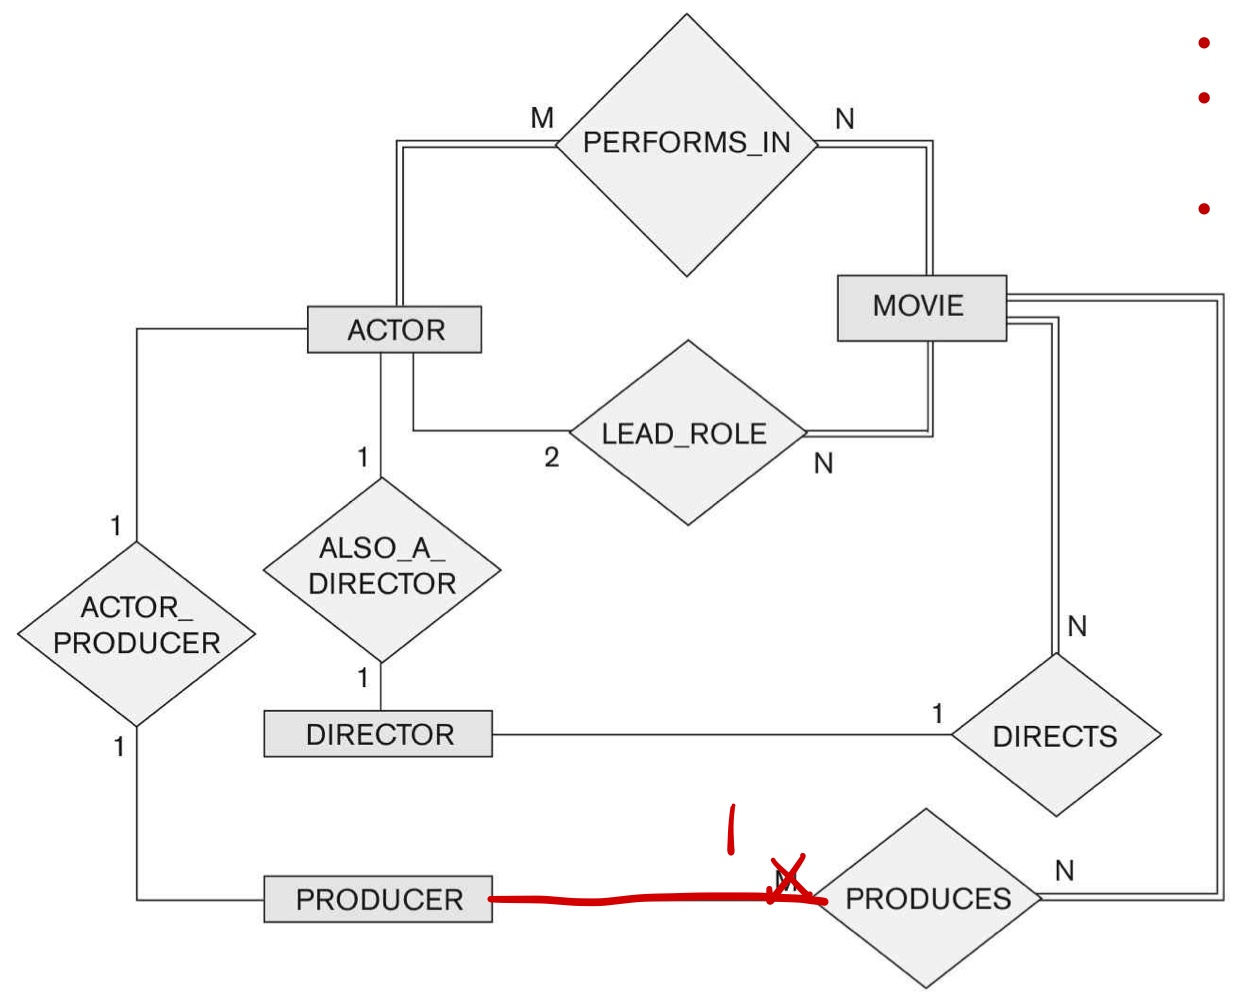 M
N
PERFORMS_IN
ACTOR
MOVIE
LEAD_ROLE
2
N
1
1
ALSO_A_
DIRECTOR
ACTOR_
PRODUCER
N
1
1
DIRECTOR
1
DIRECTS
1
M
N
PRODUCER
PRODUCES